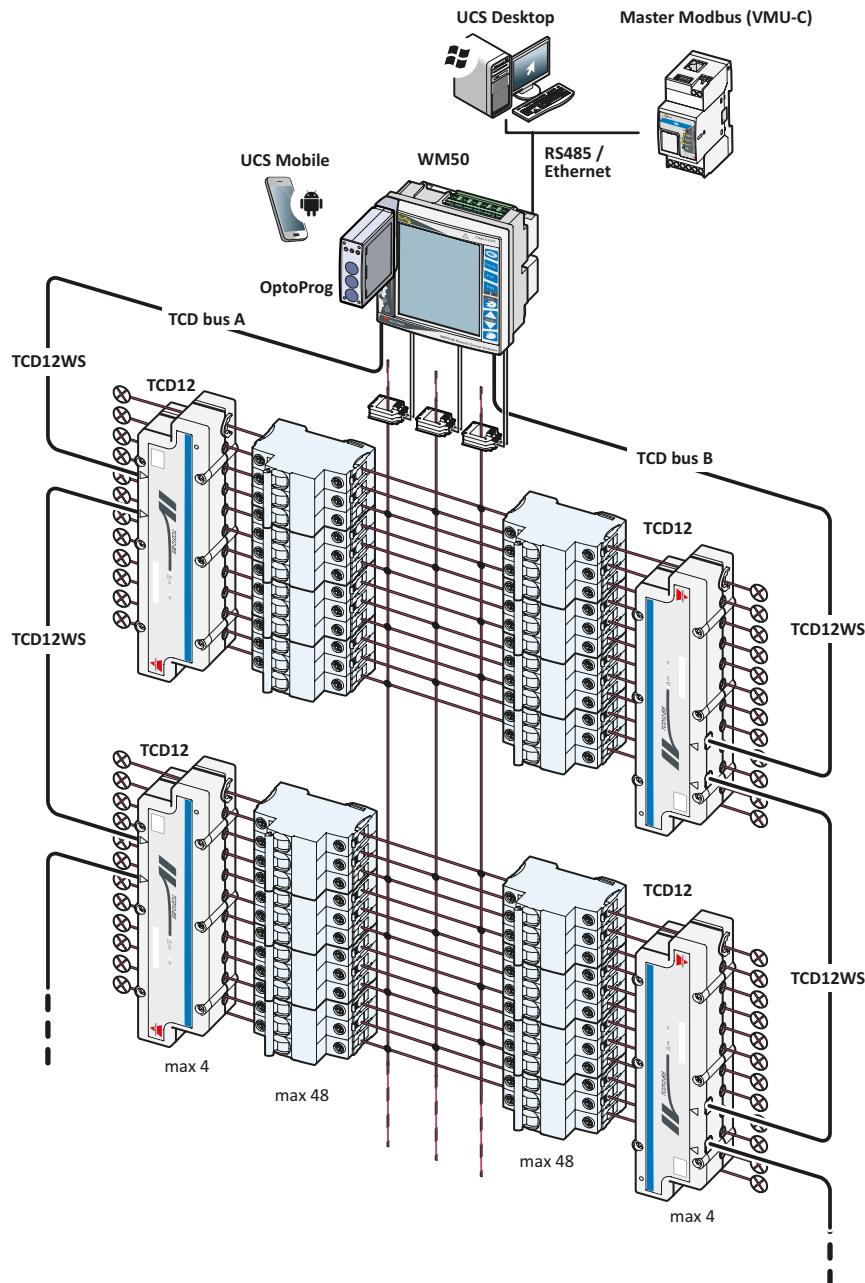 UCS Desktop
Master Modbus (VMU-C)
RS485 /
Ethernet
WM50
UCS Mobile
OptoProg
TCD bus A
TCD12WS
TCD12
TCD bus B
TCD12
TCD12WS
TCD12WS
TCD12
TCD12
TCD12WS
max 4
max 48
max 48
max 4